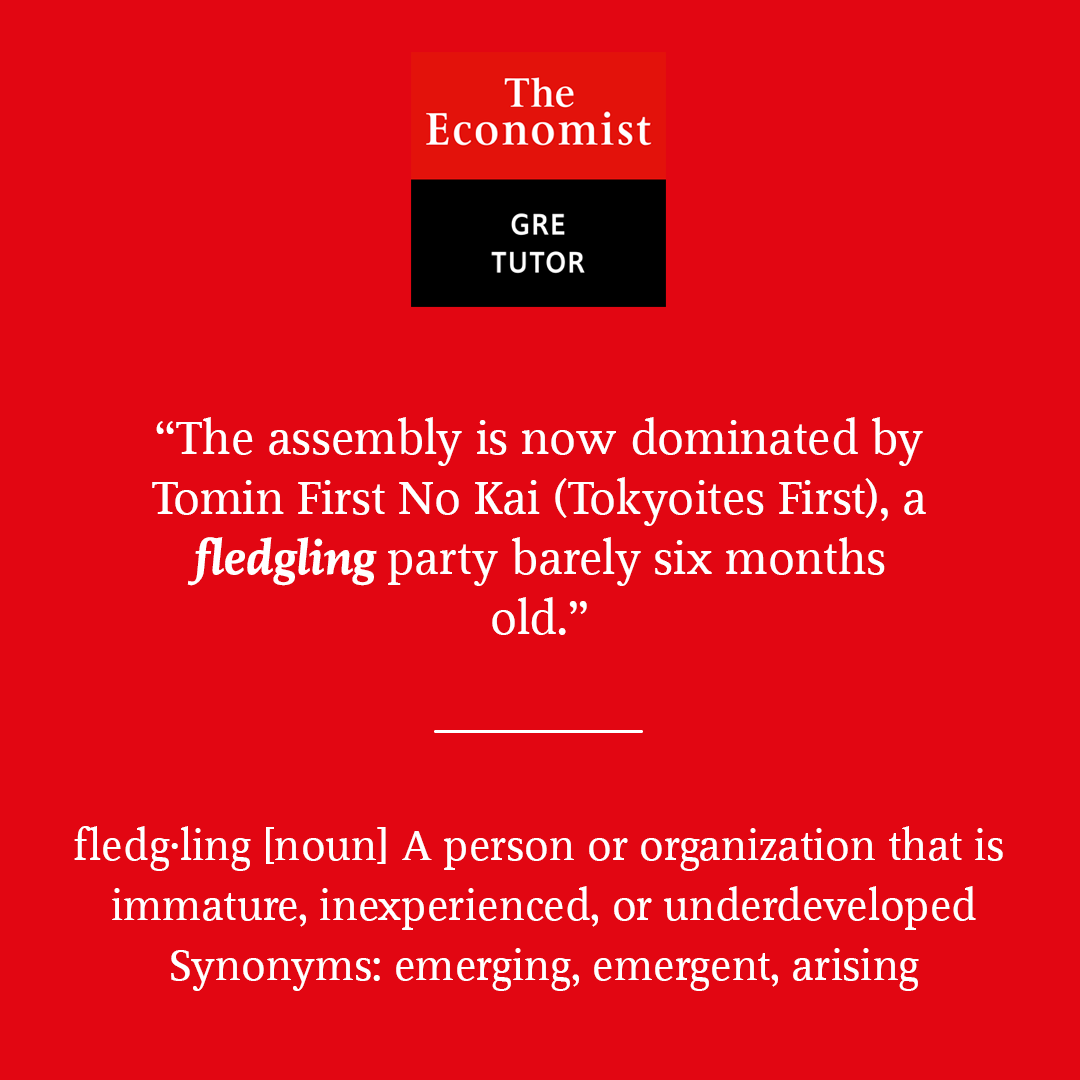 The
Economist
GRE
TUTOR
“The assembly is now dominated by
Tomin First No Kai (Tokyoites First), a
fledgling party barely six months
old.”
fledg·ling [noun] A person or organization that is
immature, inexperienced, or underdeveloped
Synonyms: emerging, emergent, arising